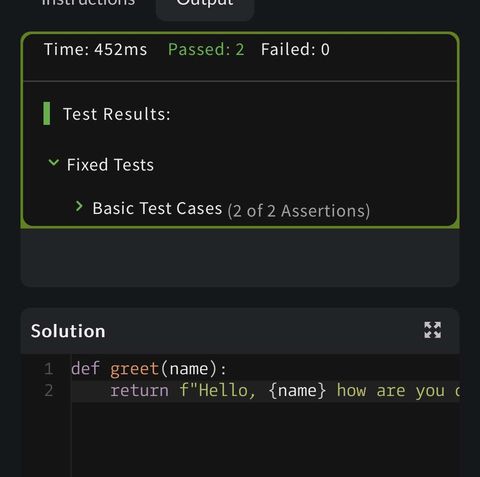 Instructions
Output
Time: 452ms Passed: 2 Failed: 0
Test Results:
Fixed Tests
Basic Test Cases (2 of 2 Assertions)
Solution
1 def greet(name):
2 return f"Hello, {name} how are you